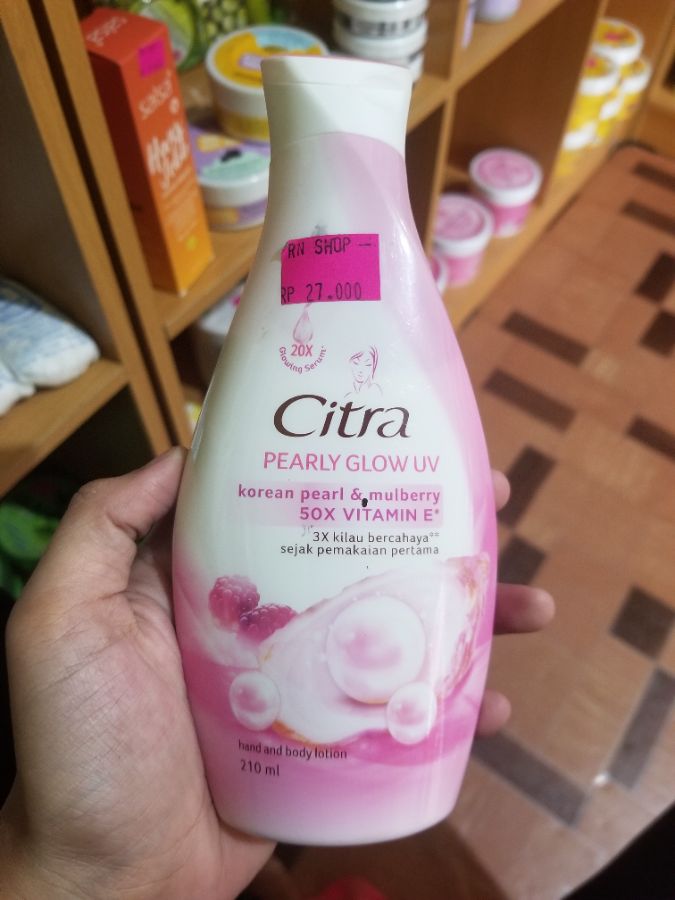 salsa
RN SHOP -
RP 27.000
20X
Glowing Serum*
Citra
PEARLY GLOW UV
korean pearl & mulberry
50X VITAMIN E*
3X kilau bercahaya**
sejak pemakaian pertama
hand and body lotion
210 ml